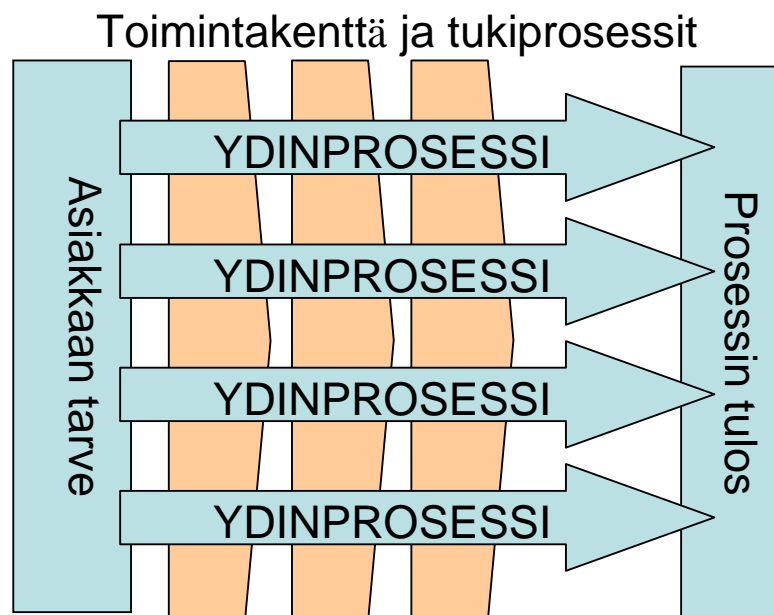 Toimintakenttä ja tukiprosessit
Asiakkaan tarve
YDINPROSESSI
YDINPROSESSI
YDINPROSESSI
YDINPROSESSI
Prosessin tulos